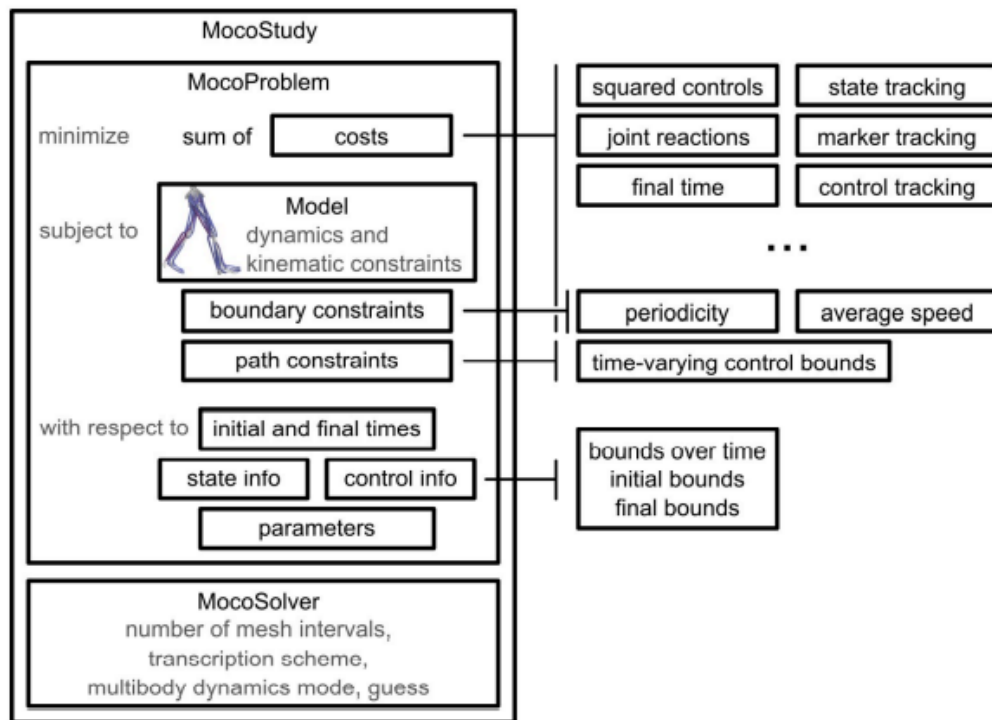 MocoStudy
MocoProblem
minimize sum of costs
squared controls state tracking
joint reactions marker tracking
final time control tracking
...
subject to Model
dynamics and
kinematic constraints
boundary constraints
periodicity average speed
path constraints
time-varying control bounds
with respect to initial and final times
state info control info
bounds over time
initial bounds
final bounds
parameters
MocoSolver
number of mesh intervals,
transcription scheme,
multibody dynamics mode, guess